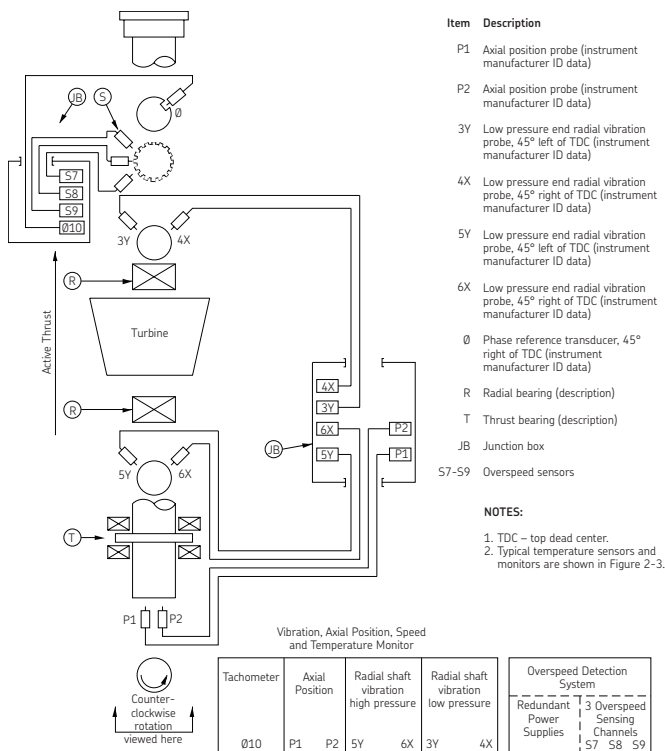 JB
S
Ø
S7
S8
S9
Ø10
3Y
4X
R
Active Thrust
Turbine
R
4X
3Y
6X
5Y
P2
P1
JB
5Y
6X
T
P1
P2
Counter-
clockwise
rotation
viewed here
Item Description
P1 Axial position probe (instrument
manufacturer ID data)
P2 Axial position probe (instrument
manufacturer ID data)
3Y Low pressure end radial vibration
probe, 45° left of TDC (instrument
manufacturer ID data)
4X Low pressure end radial vibration
probe, 45° right of TDC (instrument
manufacturer ID data)
5Y Low pressure end radial vibration
probe, 45° left of TDC (instrument
manufacturer ID data)
6X Low pressure end radial vibration
probe, 45° right of TDC (instrument
manufacturer ID data)
Ø Phase reference transducer, 45°
right of TDC (instrument
manufacturer ID data)
R Radial bearing (description)
T Thrust bearing (description)
JB Junction box
S7-S9 Overspeed sensors
NOTES:
1. TDC – top dead center.
2. Typical temperature sensors and
monitors are shown in Figure 2-3.
Vibration, Axial Position, Speed
and Temperature Monitor
Tachometer
Ø10
Axial
Position
P1 P2
Radial shaft
vibration
high pressure
5Y 6X
Radial shaft
vibration
low pressure
3Y 4X
Overspeed Detection
System
Redundant
Power
Supplies
3 Overspeed
Sensing
Channels
S7 S8 S9